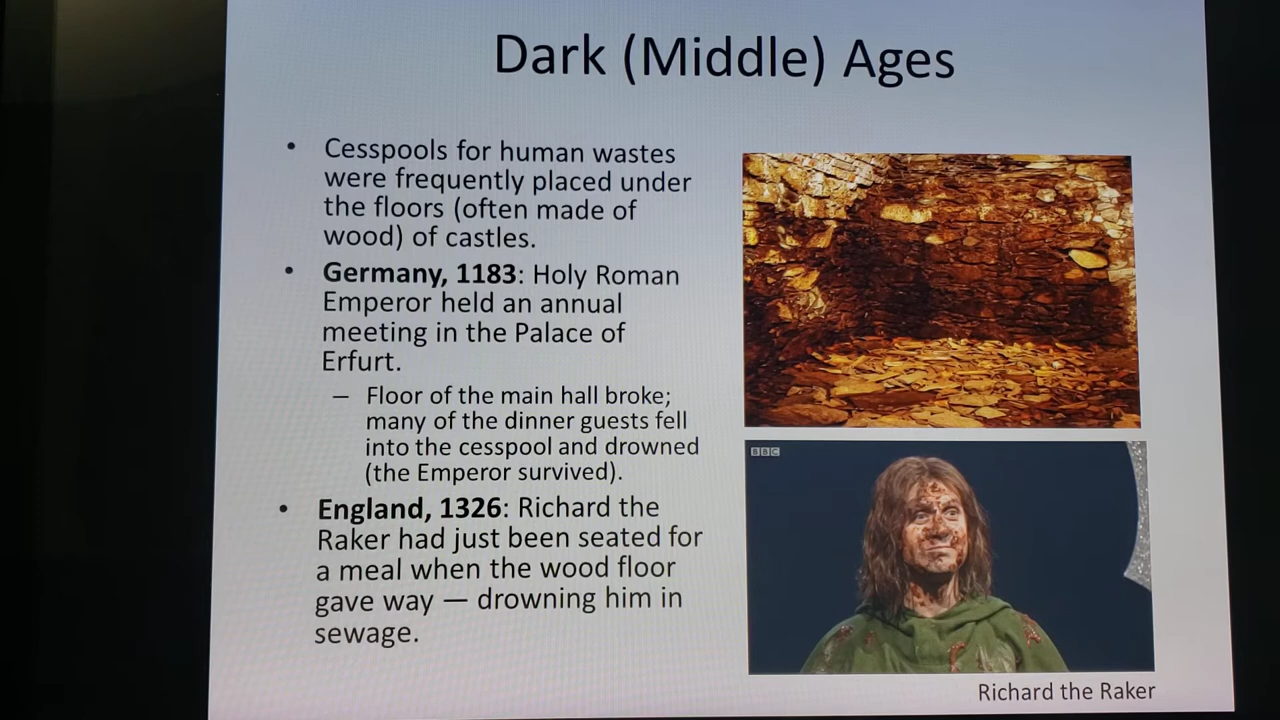 Dark (Middle) Ages
• Cesspools for human wastes
were frequently placed under
the floors (often made of
wood) of castles.
• Germany, 1183: Holy Roman
Emperor held an annual
meeting in the Palace of
Erfurt.
– Floor of the main hall broke;
many of the dinner guests fell
into the cesspool and drowned
(the Emperor survived).
• England, 1326: Richard the
Raker had just been seated for
a meal when the wood floor
gave way — drowning him in
sewage.
BBC
Richard the Raker